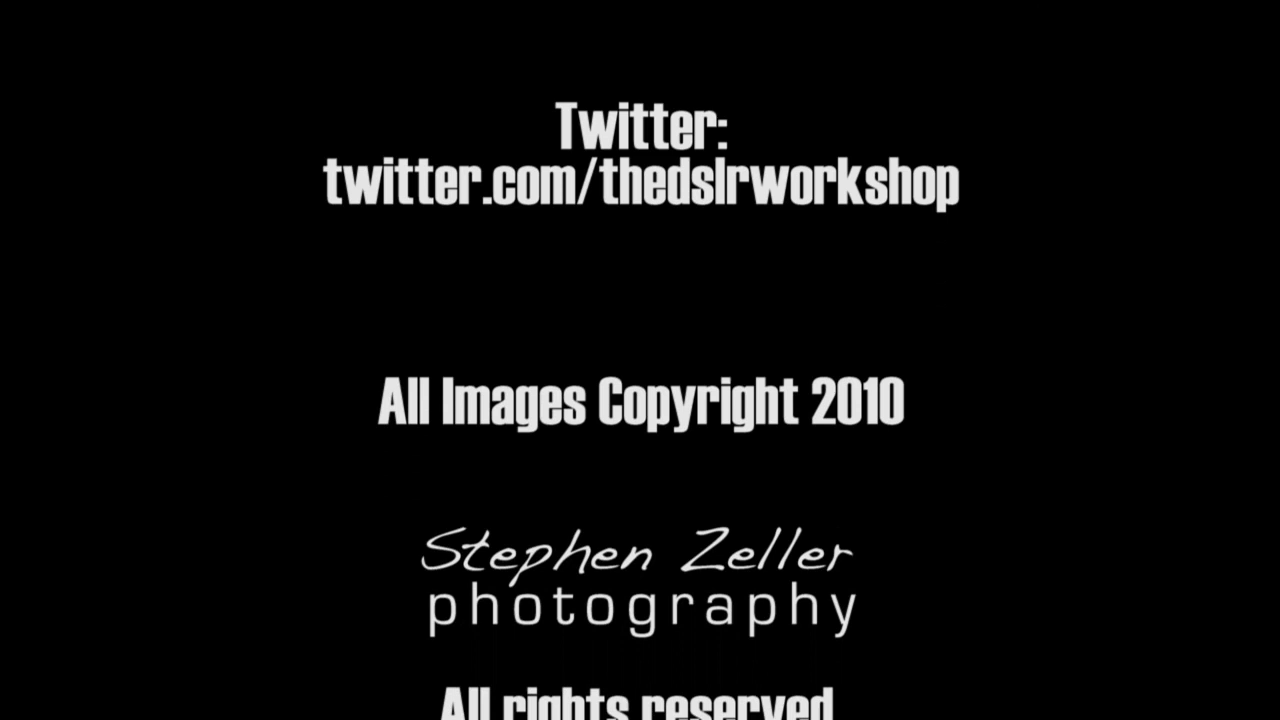 Twitter:
twitter.com/thedslrworkshop
All Images Copyright 2010
Stephen Zeller
photography
All rights reserved